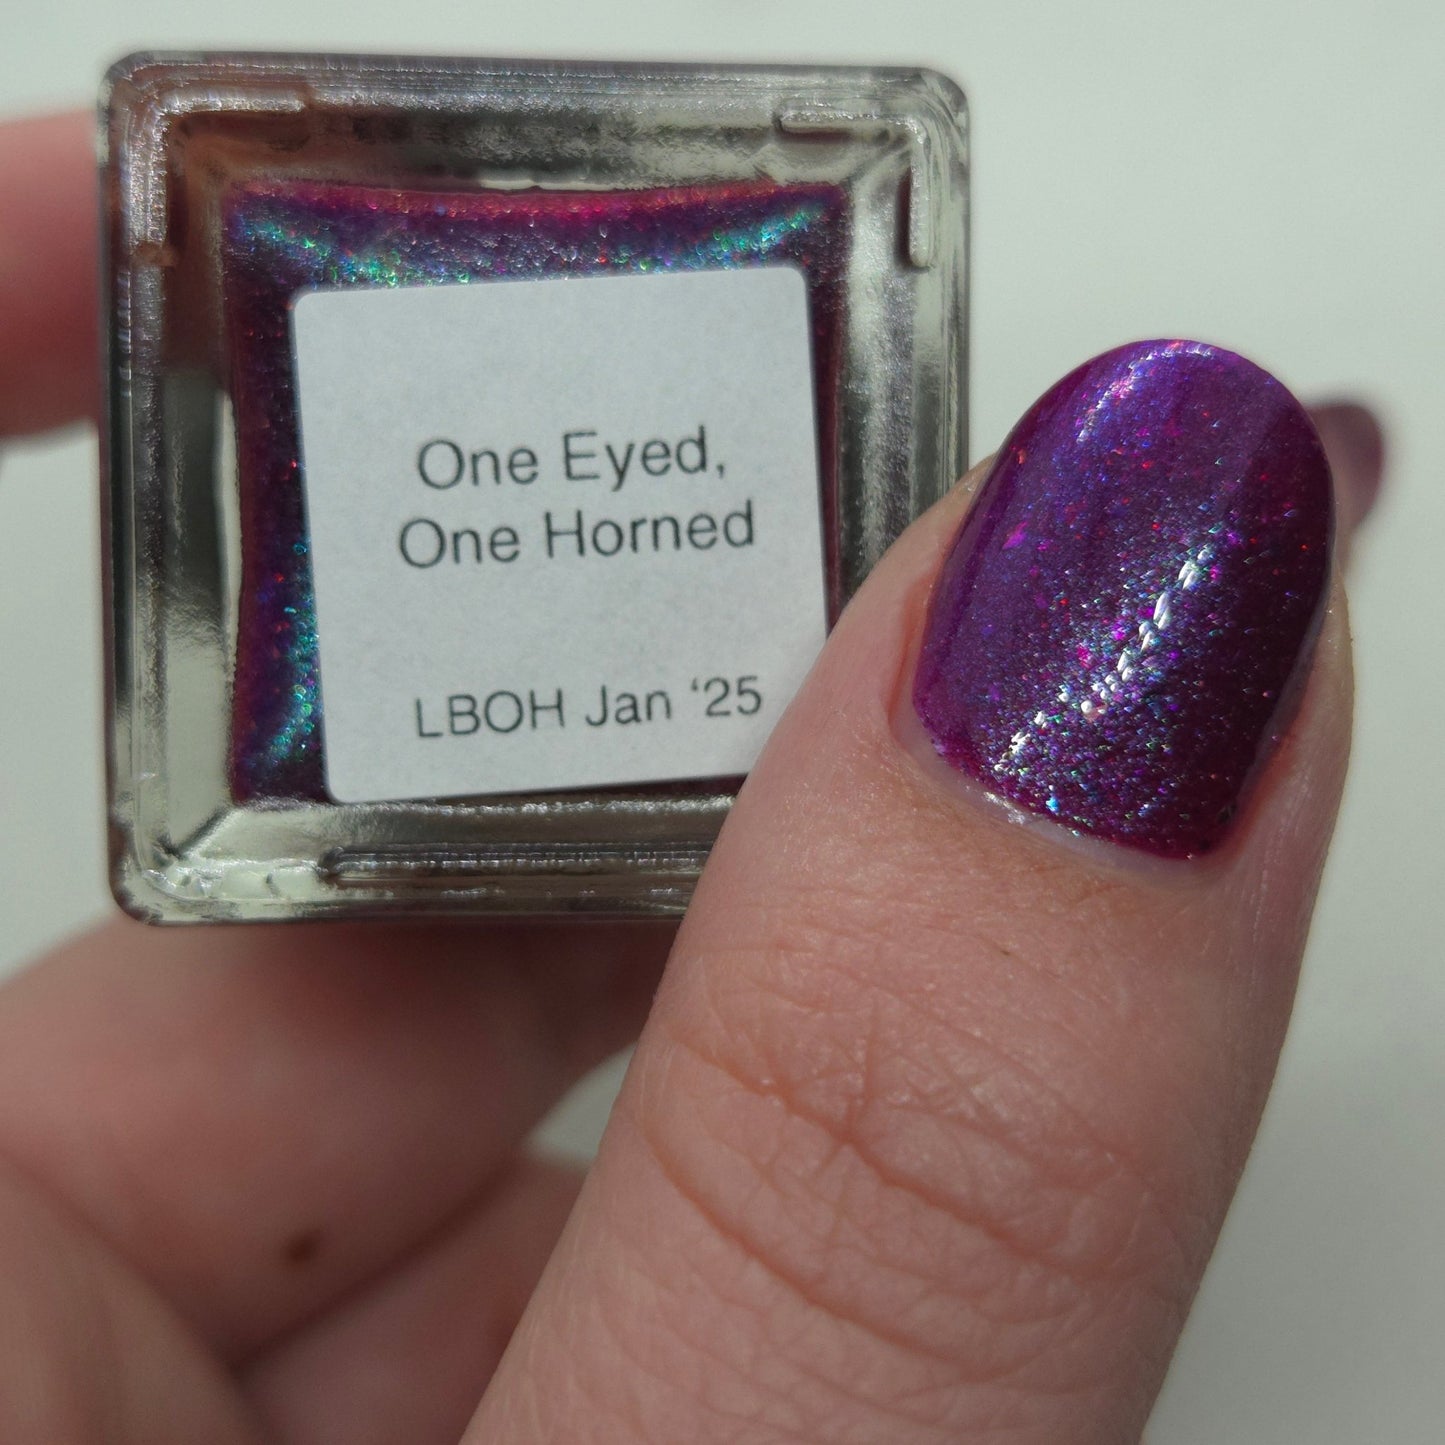 One Eyed,
One Horned
LBOH Jan ‘25